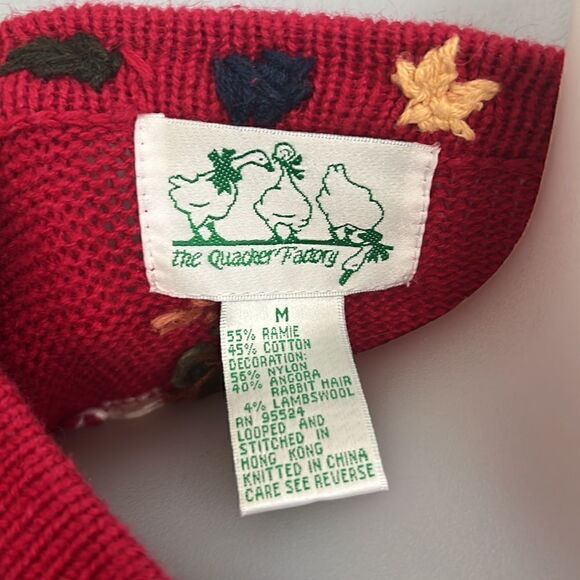 the Quacker Factory
M
55% RAMIE
45% COTTON
DECORATION:
56% NYLON
40% ANGORA
RABBIT HAIR
4% LAMBSWOOL
RN 95524
LOOPED AND
STITCHED IN
HONG KONG
KNITTED IN CHINA
CARE SEE REVERSE